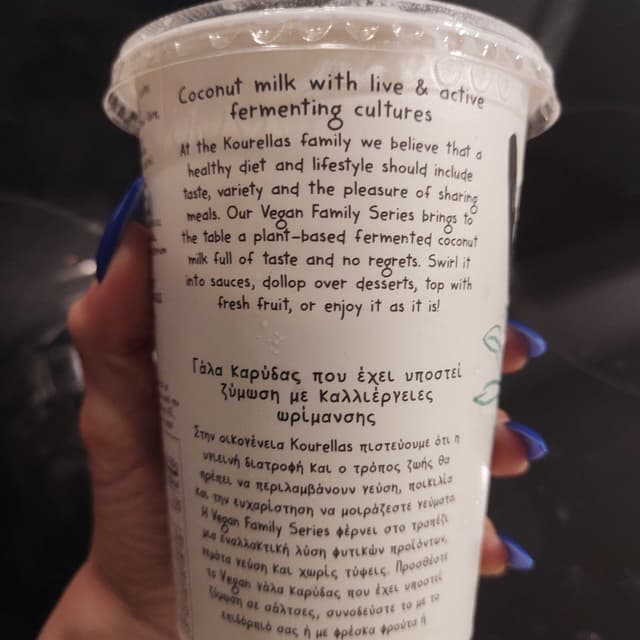 Coconut milk with live & active
fermenting cultures
At the Kourellas family we believe that a
healthy diet and lifestyle should include
taste, variety and the pleasure of sharing
meals. Our Vegan Family Series brings to
the table a plant-based fermented coconut
milk full of taste and no regrets. Swirl it
into sauces, dollop over desserts, top with
fresh fruit, or enjoy it as it is!
Γάλα καρύδας που έχει υποστεί
ζύμωση με καλλιέργειες
ωρίμανσης
Στην οικογένεια Kourellas πιστεύουμε ότι η
υγιεινή διατροφή και ο τρόπος ζωής θα
πρέπει να περιλαμβάνουν γεύση, ποικιλία
και την ευχαρίστηση να μοιράζεστε γεύματα.
Η Vegan Family Series φέρνει στο τραπέζι
μια εναλλακτική λύση φυτικών προϊόντων,
γεμάτα γεύση και χωρίς τύψεις. Προσθέστε
το Vegan γάλα καρύδας που έχει υποστεί
ζύμωση σε σάλτσες, συνοδεύστε το με το
επιδόρπιό σας ή με φρέσκα φρούτα ή